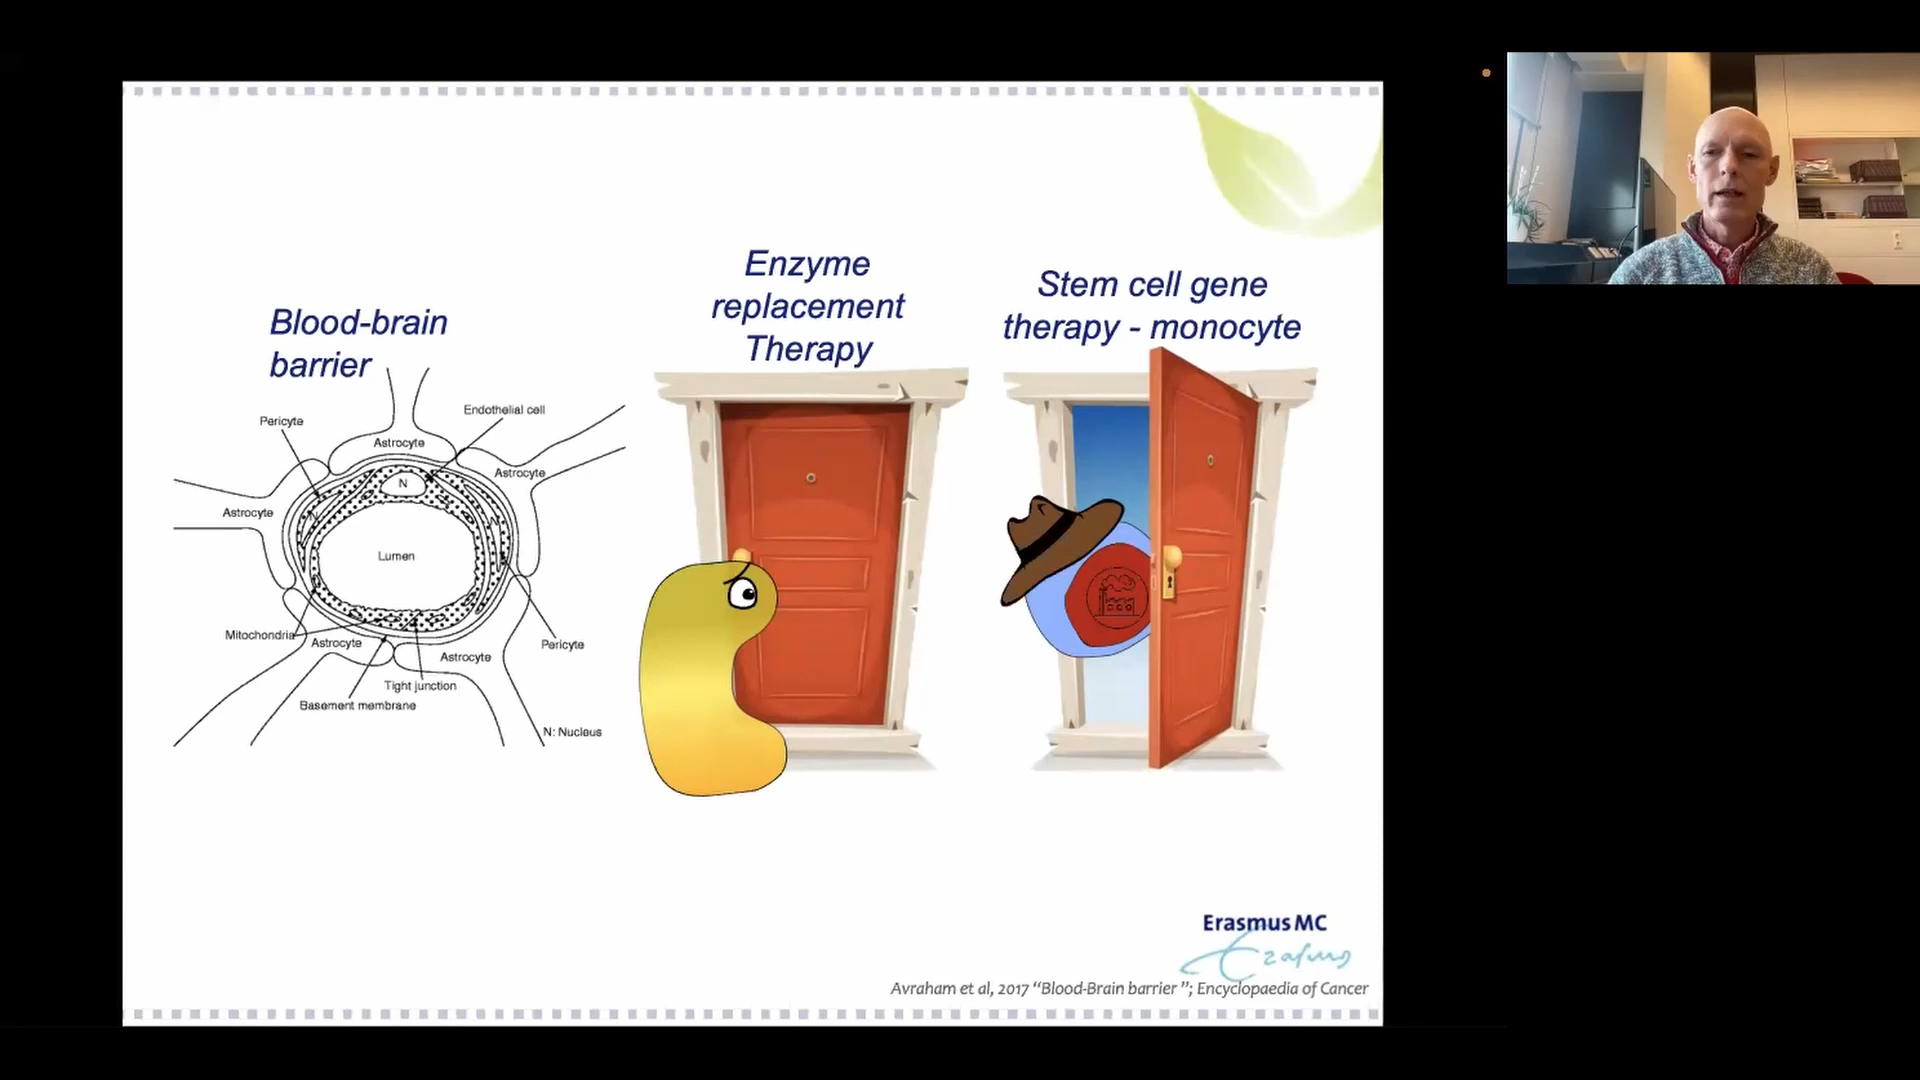 Blood-brain
barrier
Pericyte
Endothelial cell
Astrocyte
Astrocyte
Astrocyte
N
N
N
Lumen
Mitochondria
Astrocyte
Astrocyte
Pericyte
Tight junction
Basement membrane
N: Nucleus
Enzyme
replacement
Therapy
Stem cell gene
therapy - monocyte
Erasmus MC
Erasmus
Avraham et al, 2017 “Blood-Brain barrier ”; Encyclopaedia of Cancer